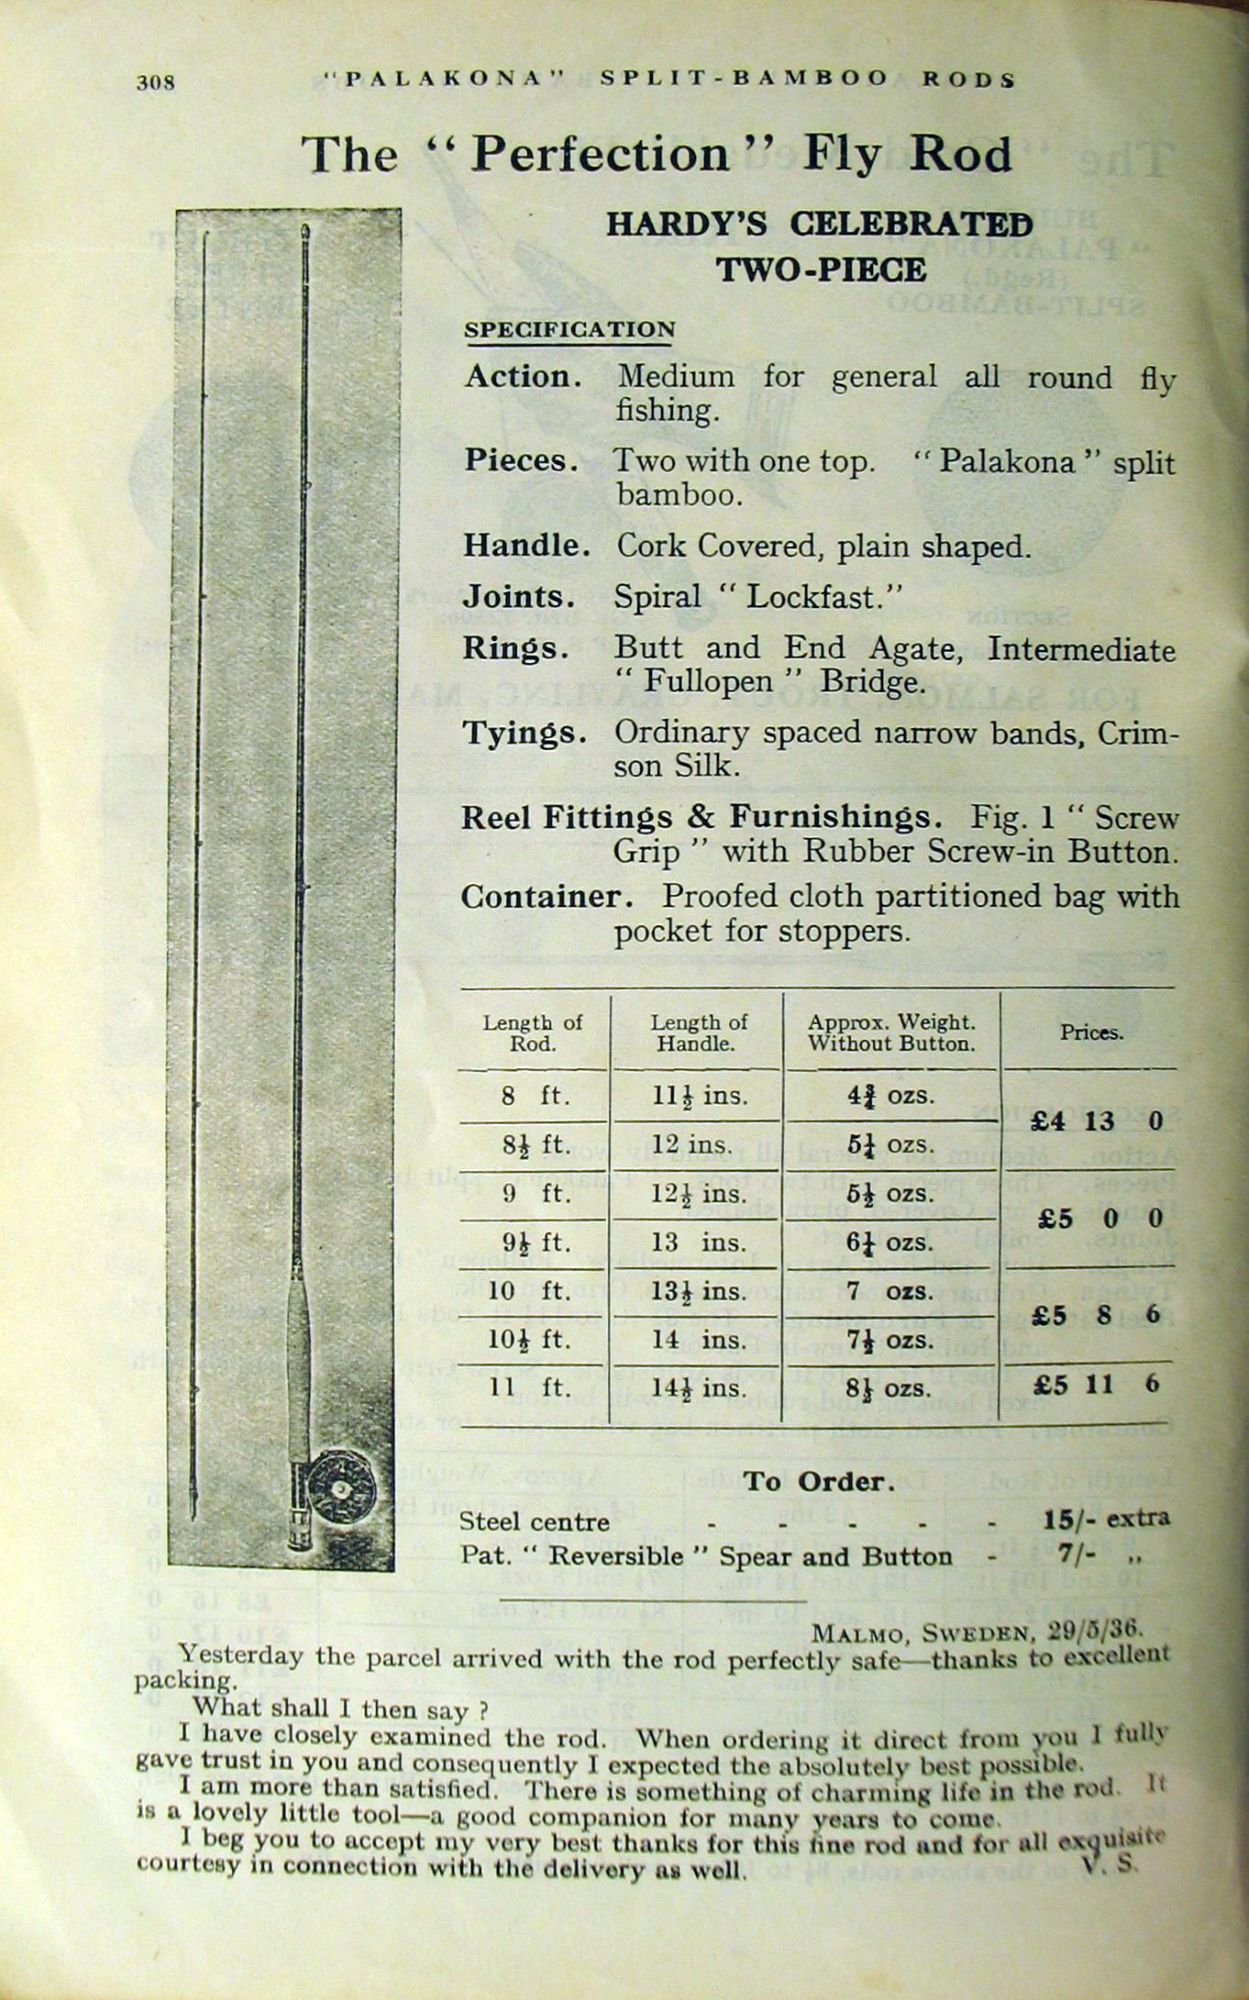 308 "PALAKONA" SPLIT-BAMBOO RODS
The "Perfection" Fly Rod
HARDY'S CELEBRATED
TWO-PIECE
SPECIFICATION
Action. Medium for general all round fly
fishing.
Pieces. Two with one top. "Palakona" split
bamboo.
Handle. Cork Covered, plain shaped.
Joints. Spiral "Lockfast."
Rings. Butt and End Agate, Intermediate
"Fullopen" Bridge.
Tyings. Ordinary spaced narrow bands, Crim-
son Silk.
Reel Fittings & Furnishings. Fig. 1 "Screw
Grip" with Rubber Screw-in Button.
Container. Proofed cloth partitioned bag with
pocket for stoppers.
Length of Rod. Length of Handle. Approx. Weight. Without Button. Prices.
8 ft. 11½ ins. 4¾ ozs.
£4 13 0
8½ ft. 12 ins. 5¼ ozs.
9 ft. 12½ ins. 5½ ozs.
£5 0 0
9½ ft. 13 ins. 6¼ ozs.
10 ft. 13½ ins. 7 ozs.
£5 8 6
10½ ft. 14 ins. 7½ ozs.
11 ft. 14½ ins. 8½ ozs. £5 11 6
To Order.
Steel centre - - - - - 15/- extra
Pat. "Reversible" Spear and Button - 7/- ,,
MALMO, SWEDEN, 29/5/36.
Yesterday the parcel arrived with the rod perfectly safe—thanks to excellent
packing.
What shall I then say ?
I have closely examined the rod. When ordering it direct from you I fully
gave trust in you and consequently I expected the absolutely best possible.
I am more than satisfied. There is something of charming life in the rod. It
is a lovely little tool—a good companion for many years to come.
I beg you to accept my very best thanks for this fine rod and for all exquisite
courtesy in connection with the delivery as well. V. S.